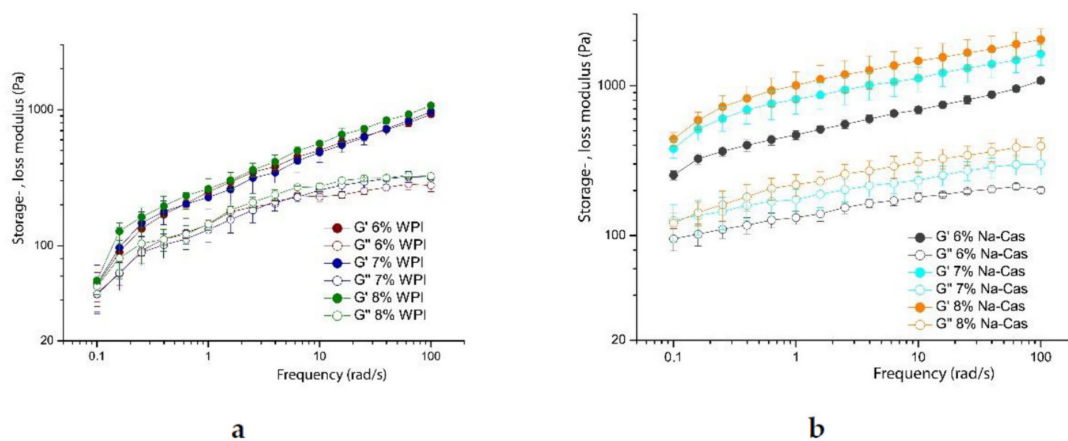 Storage- , loss modulus (Pa)
1000
100
20
0.1
1
10
100
Frequency (rad/s)
G' 6% WPI
G" 6% WPI
G' 7% WPI
G" 7% WPI
G' 8% WPI
G" 8% WPI
a
Storage- , loss modulus (Pa)
1000
100
20
0.1
1
10
100
Frequency (rad/s)
G' 6% Na-Cas
G" 6% Na-Cas
G' 7% Na-Cas
G" 7% Na-Cas
G' 8% Na-Cas
G" 8% Na-Cas
b